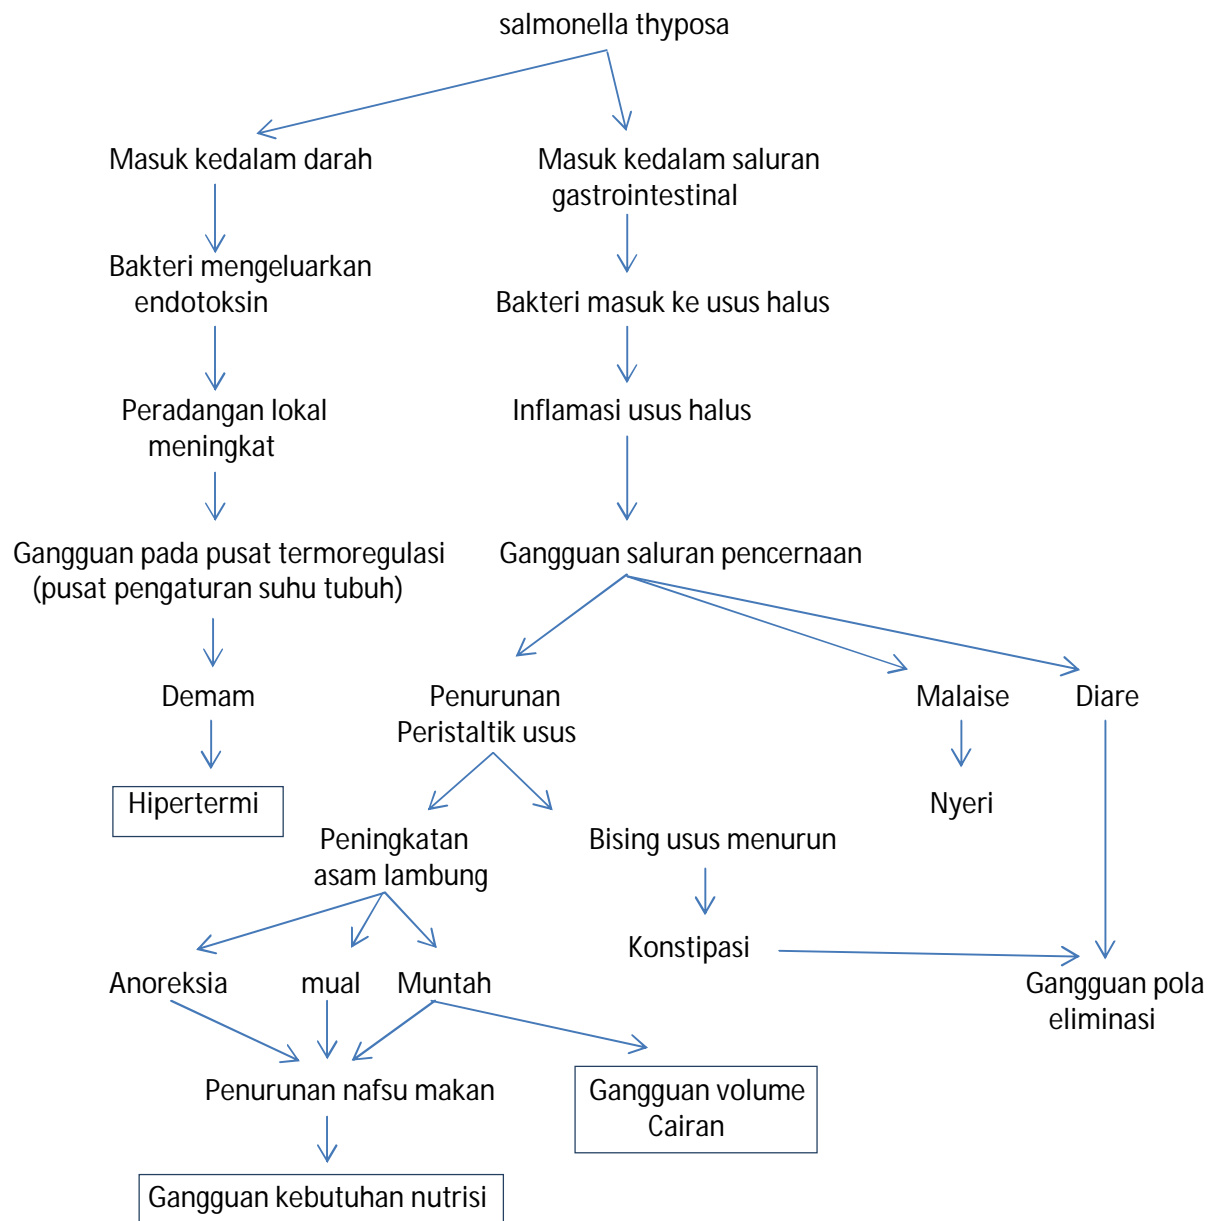 salmonella thyposa
Masuk kedalam darah
Masuk kedalam saluran
gastrointestinal
Bakteri mengeluarkan
endotoksin
Bakteri masuk ke usus halus
Peradangan lokal
meningkat
Inflamasi usus halus
Gangguan pada pusat termoregulasi
(pusat pengaturan suhu tubuh)
Gangguan saluran pencernaan
Demam
Penurunan
Peristaltik usus
Malaise
Diare
Hipertermi
Nyeri
Peningkatan
asam lambung
Bising usus menurun
Konstipasi
Anoreksia
mual
Muntah
Gangguan pola
eliminasi
Penurunan nafsu makan
Gangguan volume
Cairan
Gangguan kebutuhan nutrisi